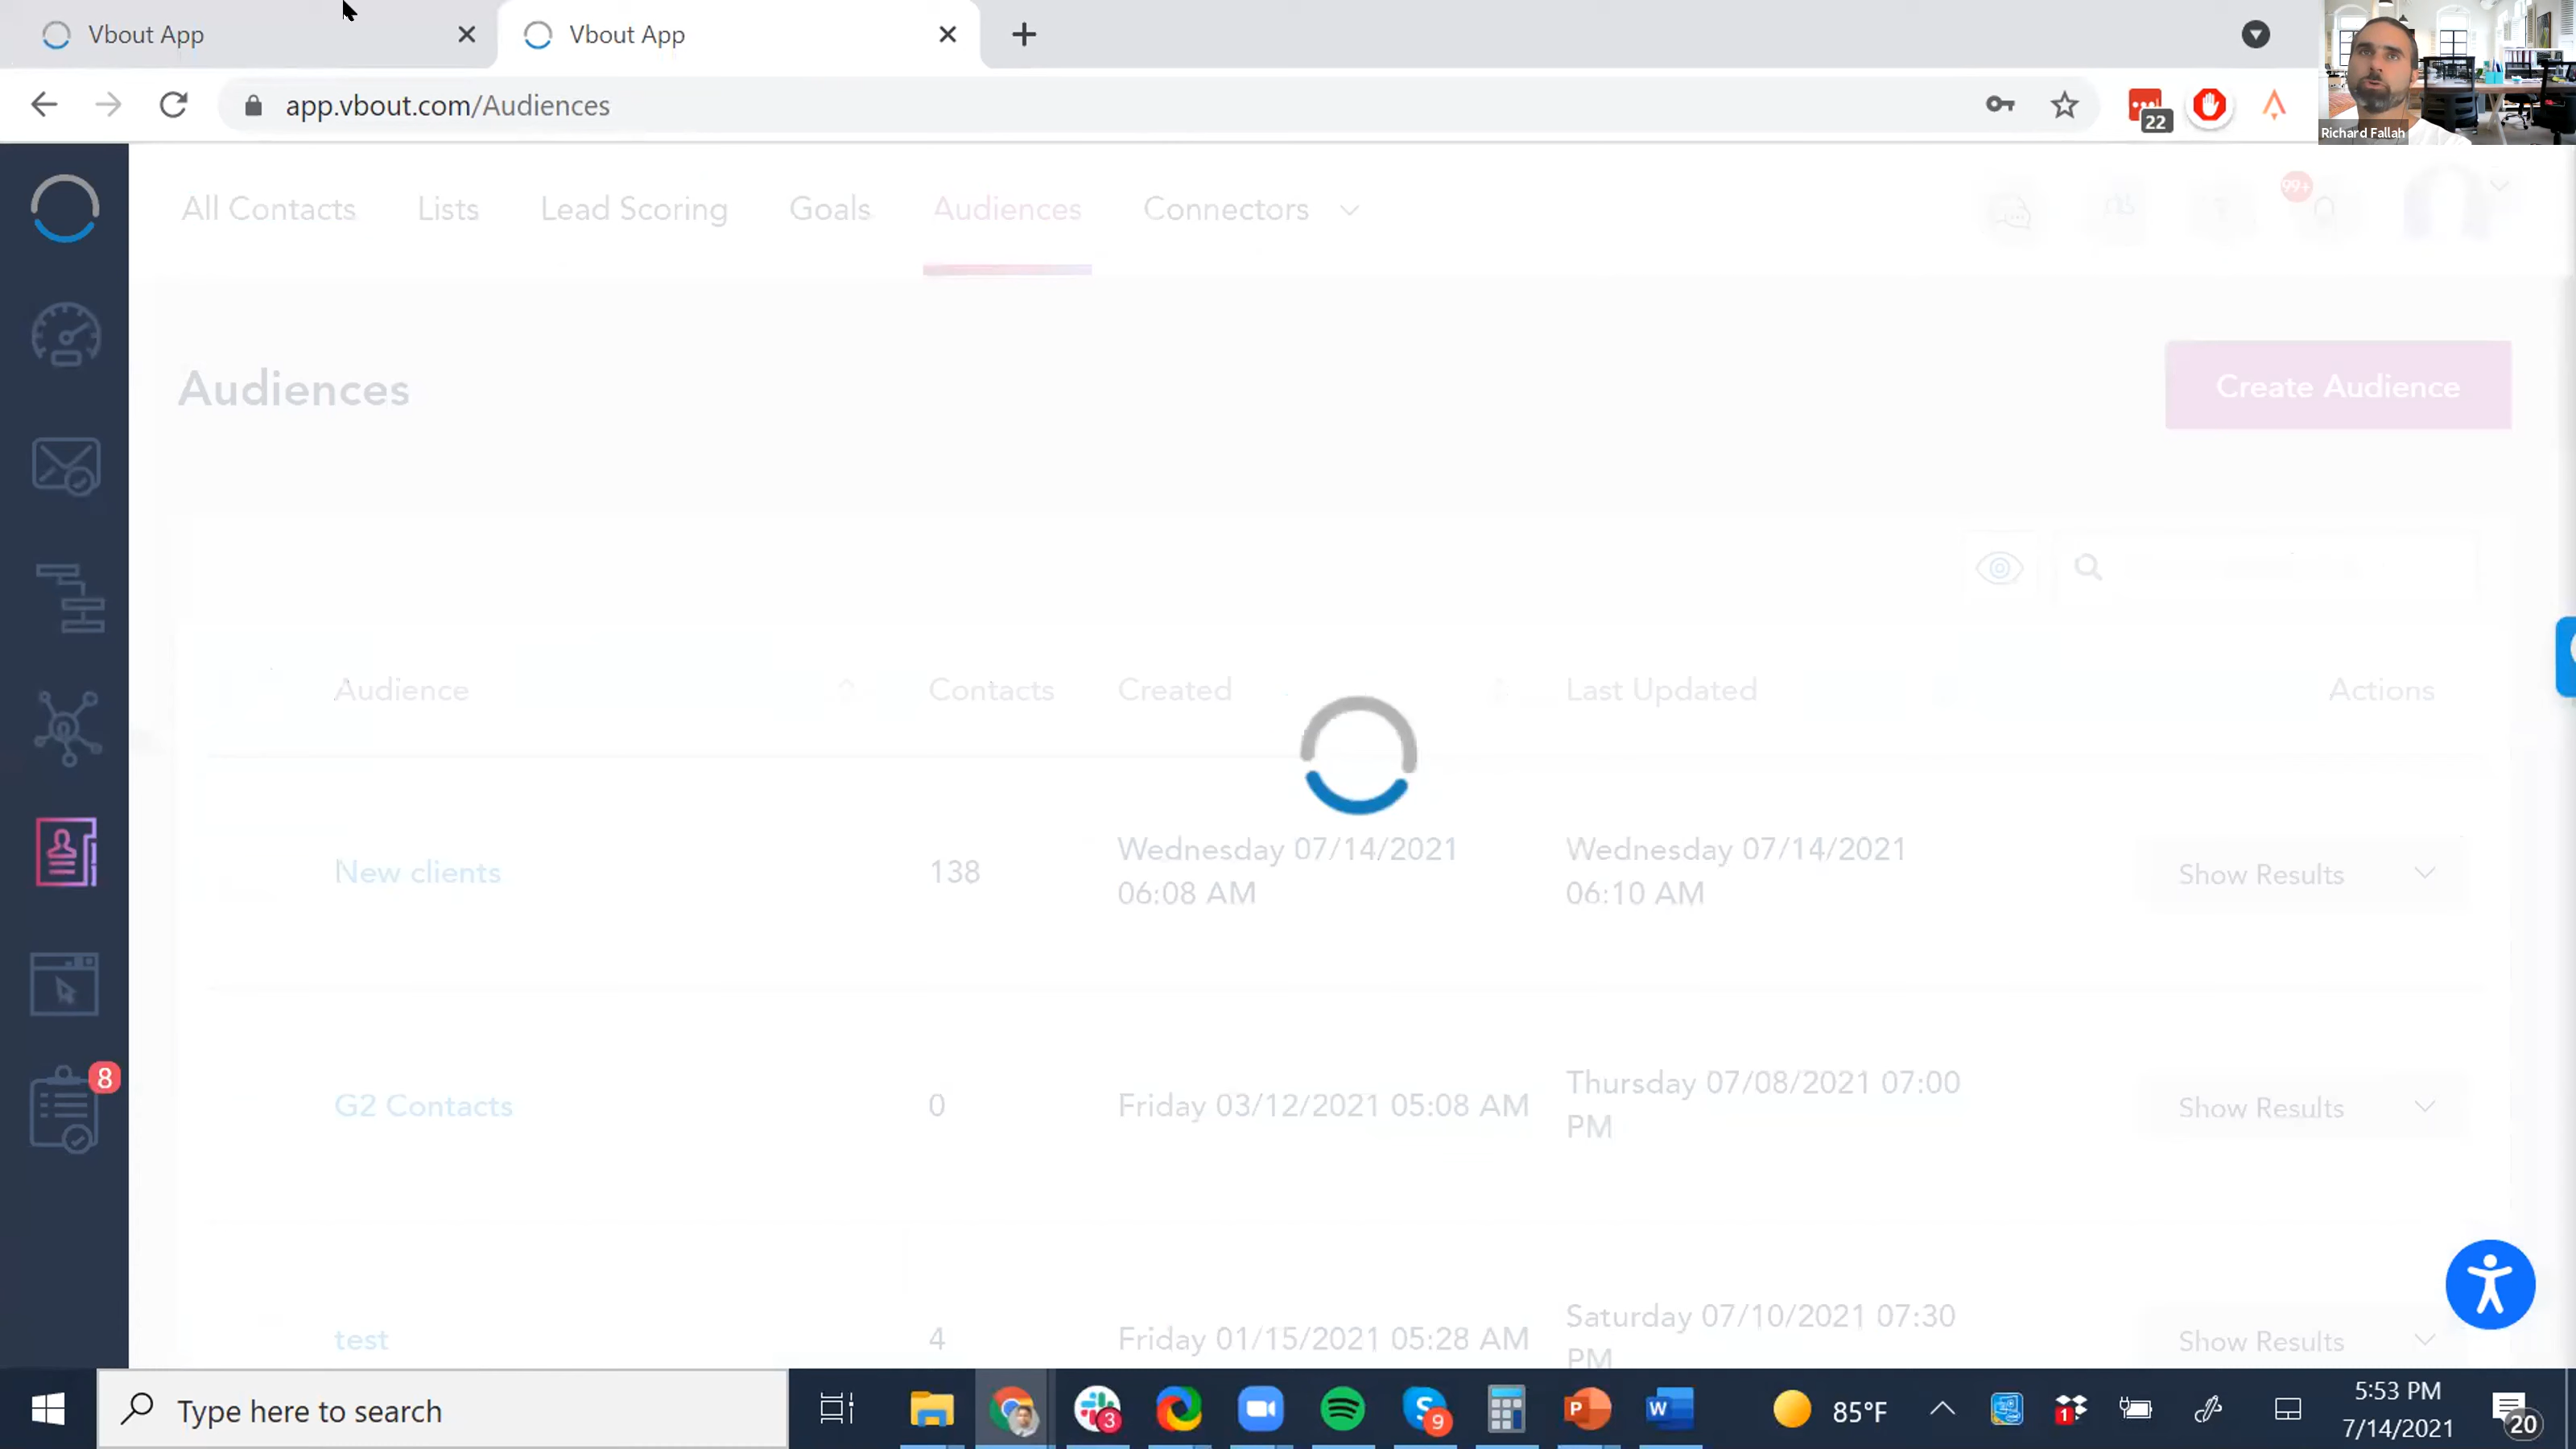 Vbout App
Vbout App
app.vbout.com/Audiences
22
Richard Fallah
All Contacts Lists Lead Scoring Goals Audiences Connectors
99+
Audiences
Create Audience
Audience Contacts Created Last Updated Actions
New clients 138 Wednesday 07/14/2021 06:08 AM Wednesday 07/14/2021 06:10 AM Show Results
G2 Contacts 0 Friday 03/12/2021 05:08 AM Thursday 07/08/2021 07:00 PM Show Results
8
test 4 Friday 01/15/2021 05:28 AM Saturday 07/10/2021 07:30 PM Show Results
Type here to search
3
S
9
P
W
85°F
1
5:53 PM
7/14/2021
20